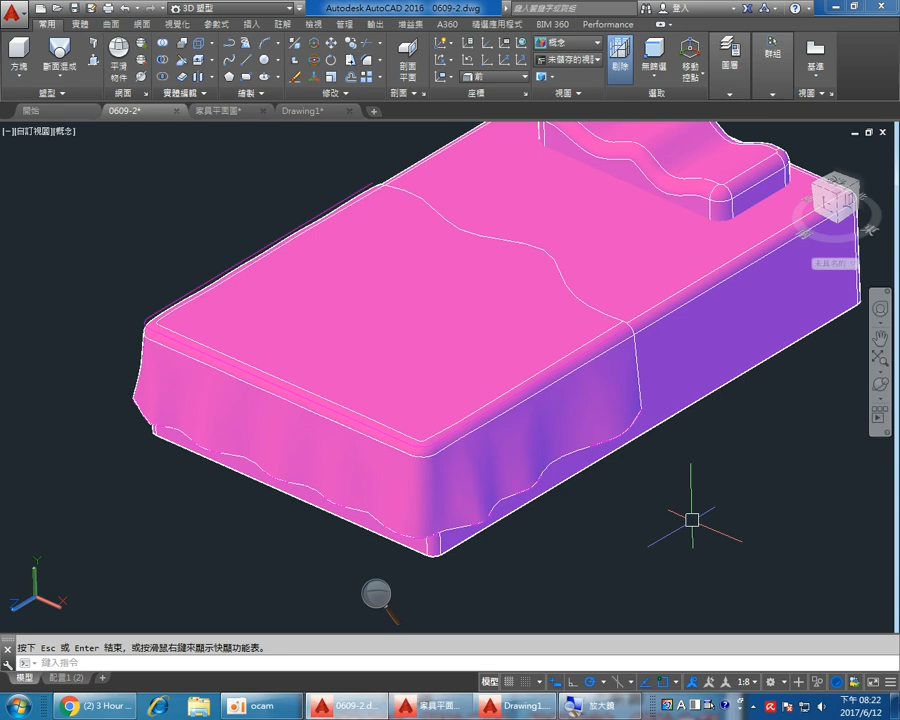 3D 塑型
Autodesk AutoCAD 2016 0609-2.dwg
鍵入關鍵字或片語
登入
常用 實體 曲面 網面 視覺化 參數式 插入 註解 檢視 管理 輸出 增益集 A360 精選應用程式 BIM 360 Performance
方塊 斷面混成 平滑物件 剖面平面 前 概念 未儲存的視 剔除 無篩選 移動控點 圖層 群組 基準
塑型 網面 實體編輯 繪製 修改 剖面 座標 視圖 選取 視圖
開始 0609-2* 家具平面圖* Drawing1*
[−][自訂視圖][概念]
Y
X
Z
按下 Esc 或 Enter 結束, 或按滑鼠右鍵來顯示快顯功能表。
鍵入指令
模型 配置1 (2) +
模型 1:8
(2) 3 Hour ... ocam 0609-2.d... 家具平面... Drawing1... 放大鏡
下午 08:22
2017/6/12